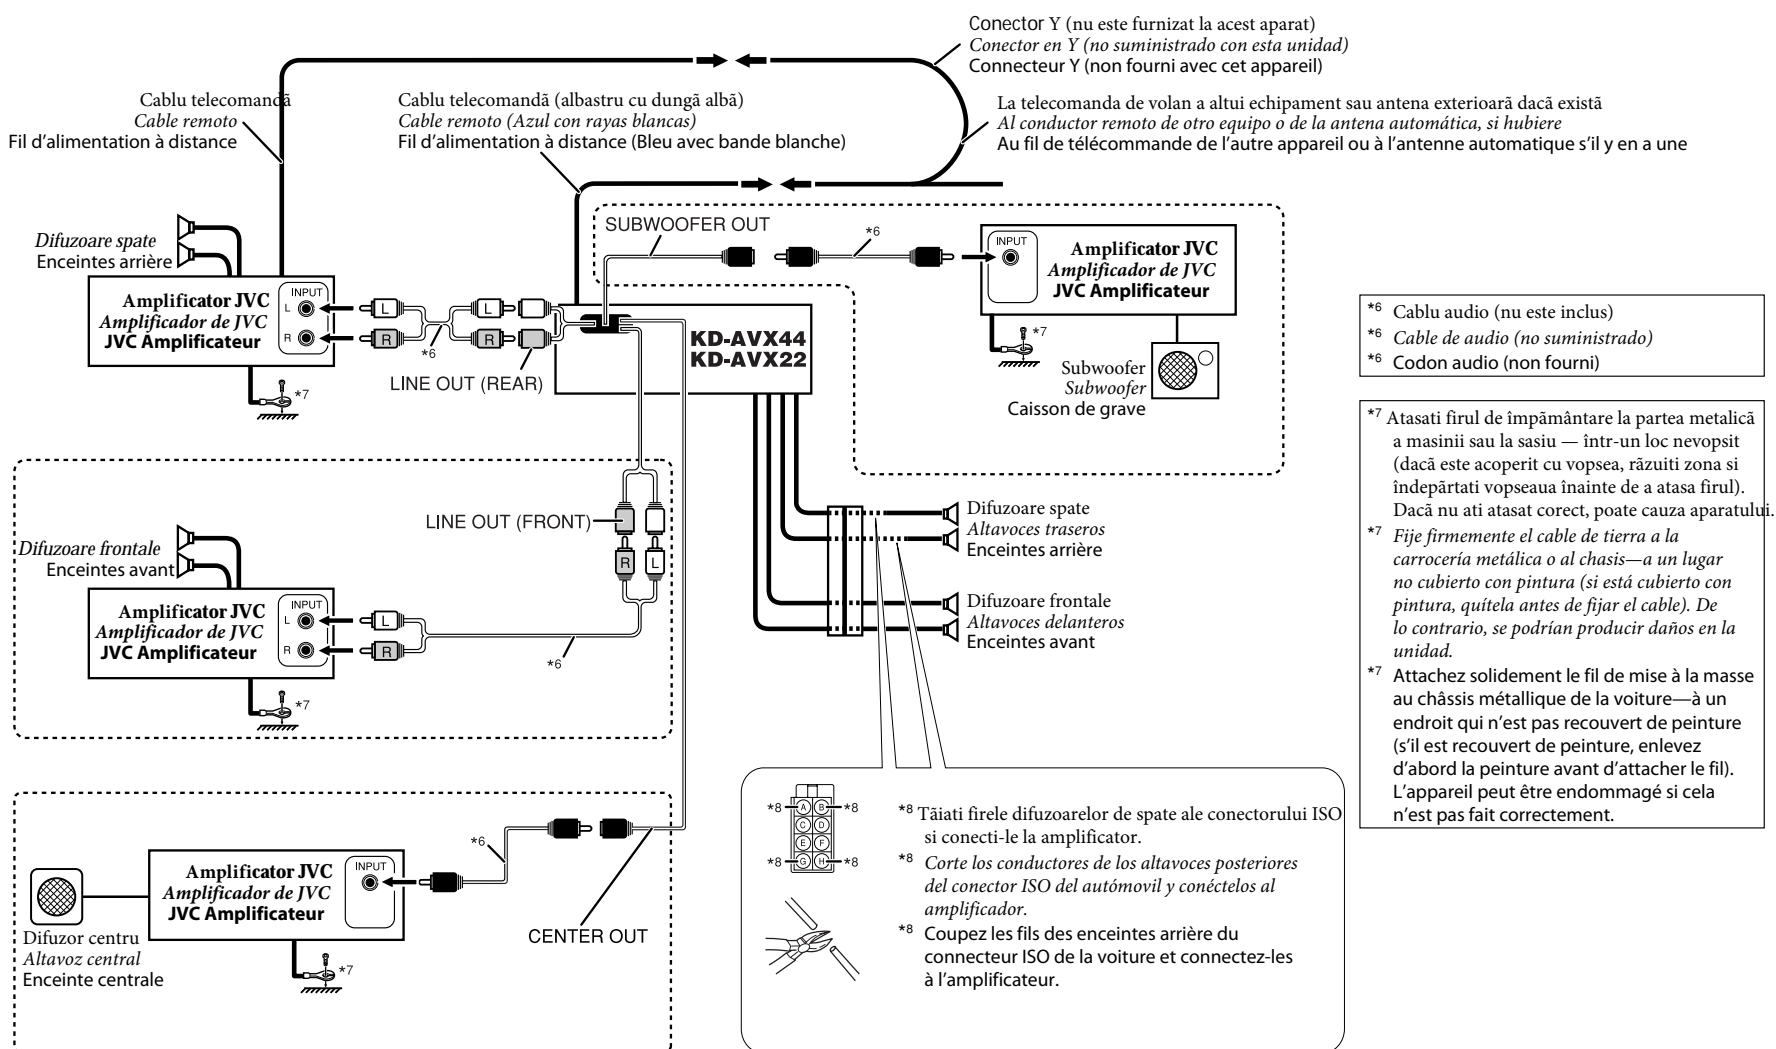 Conector Y (nu este furnizat la acest aparat)
Conector en Y (no suministrado con esta unidad)
Connecteur Y (non fourni avec cet appareil)
Cablu telecomandã
Cable remoto
Fil d'alimentation à distance
Cablu telecomandã (albastru cu dungã albã)
Cable remoto (Azul con rayas blancas)
Fil d'alimentation à distance (Bleu avec bande blanche)
La telecomanda de volan a altui echipament sau antena exterioarã dacã existã
Al conductor remoto de otro equipo o de la antena automática, si hubiere
Au fil de télécommande de l'autre appareil ou à l'antenne automatique s'il y en a une
Difuzoare spate
Enceintes arrière
Amplificator JVC
Amplificador de JVC
JVC Amplificateur
INPUT
L
R
L
R
L
R
*6
LINE OUT (REAR)
*7
SUBWOOFER OUT
*6
KD-AVX44
KD-AVX22
INPUT
Amplificator JVC
Amplificador de JVC
JVC Amplificateur
*7
Subwoofer
Subwoofer
Caisson de grave
*6 Cablu audio (nu este inclus)
*6 Cable de audio (no suministrado)
*6 Codon audio (non fourni)
*7 Atasati firul de împãmântare la partea metalicã
a masinii sau la sasiu — într-un loc nevopsit
(dacã este acoperit cu vopsea, rãzuiti zona si
îndepãrtati vopseaua înainte de a atasa firul).
Dacã nu ati atasat corect, poate cauza aparatului.
*7 Fije firmemente el cable de tierra a la
carrocería metálica o al chasis—a un lugar
no cubierto con pintura (si está cubierto con
pintura, quítela antes de fijar el cable). De
lo contrario, se podrían producir daños en la
unidad.
*7 Attachez solidement le fil de mise à la masse
au châssis métallique de la voiture—à un
endroit qui n'est pas recouvert de peinture
(s'il est recouvert de peinture, enlevez
d'abord la peinture avant d'attacher le fil).
L'appareil peut être endommagé si cela
n'est pas fait correctement.
Difuzoare frontale
Enceintes avant
Amplificator JVC
Amplificador de JVC
JVC Amplificateur
INPUT
L
R
L
R
*7
LINE OUT (FRONT)
R
L
*6
Difuzoare spate
Altavoces traseros
Enceintes arrière
Difuzoare frontale
Altavoces delanteros
Enceintes avant
Difuzor centru
Altavoz central
Enceinte centrale
Amplificator JVC
Amplificador de JVC
JVC Amplificateur
INPUT
*7
*6
CENTER OUT
*8 A B *8
C D
E F
*8 G H *8
*8 Tãiati firele difuzoarelor de spate ale conectorului ISO
si conecti-le la amplificator.
*8 Corte los conductores de los altavoces posteriores
del conector ISO del autómovil y conéctelos al
amplificador.
*8 Coupez les fils des enceintes arrière du
connecteur ISO de la voiture et connectez-les
à l'amplificateur.